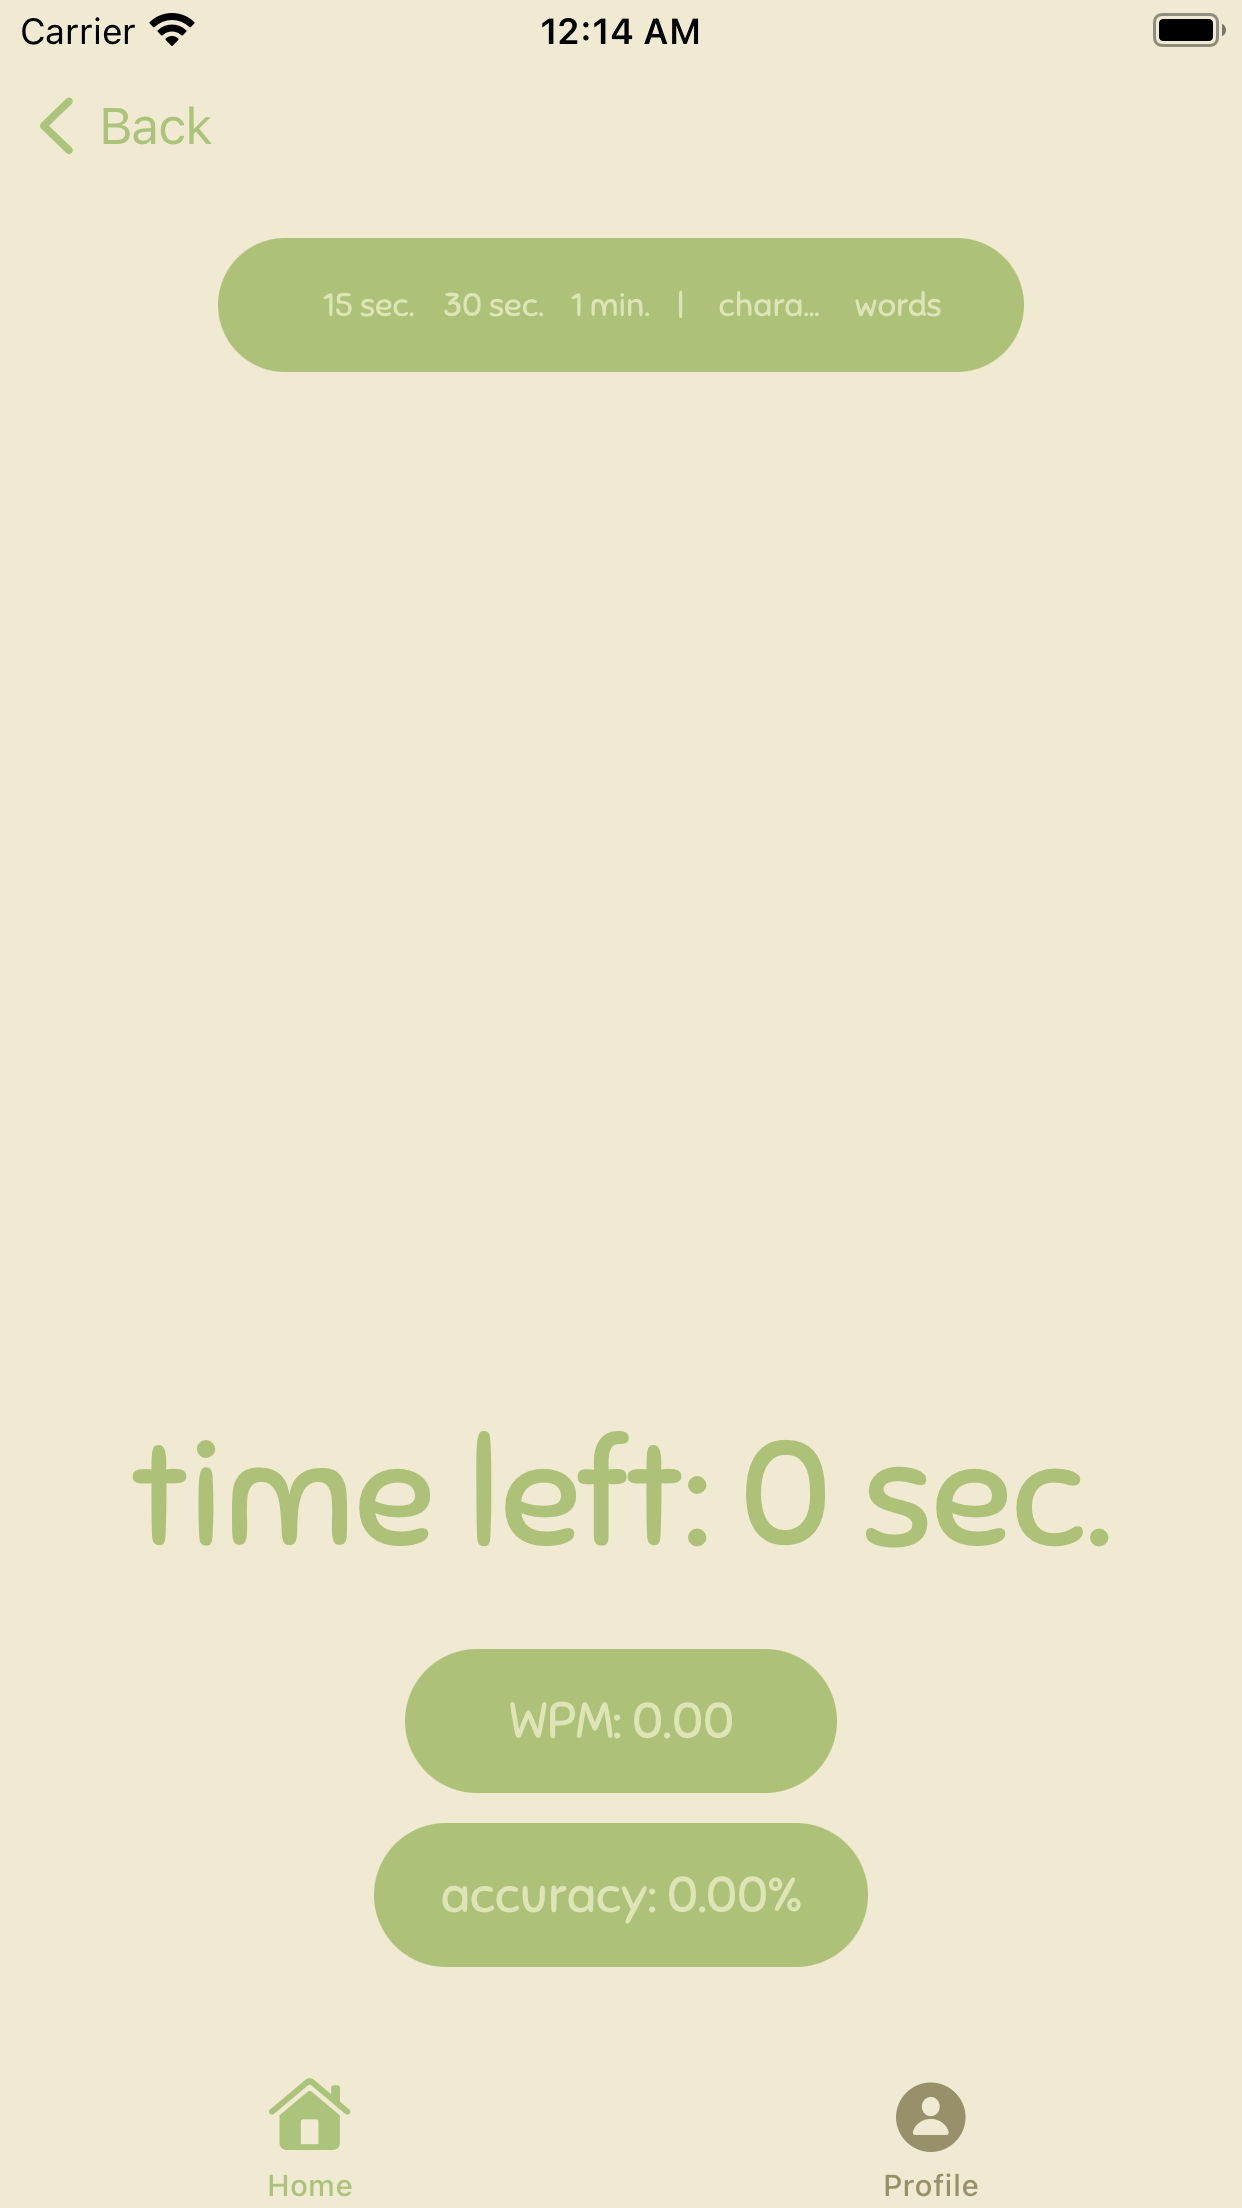 Carrier 12:14 AM
Back
15 sec. 30 sec. 1 min. | chara... words
time left: 0 sec.
WPM: 0.00
accuracy: 0.00%
Home Profile